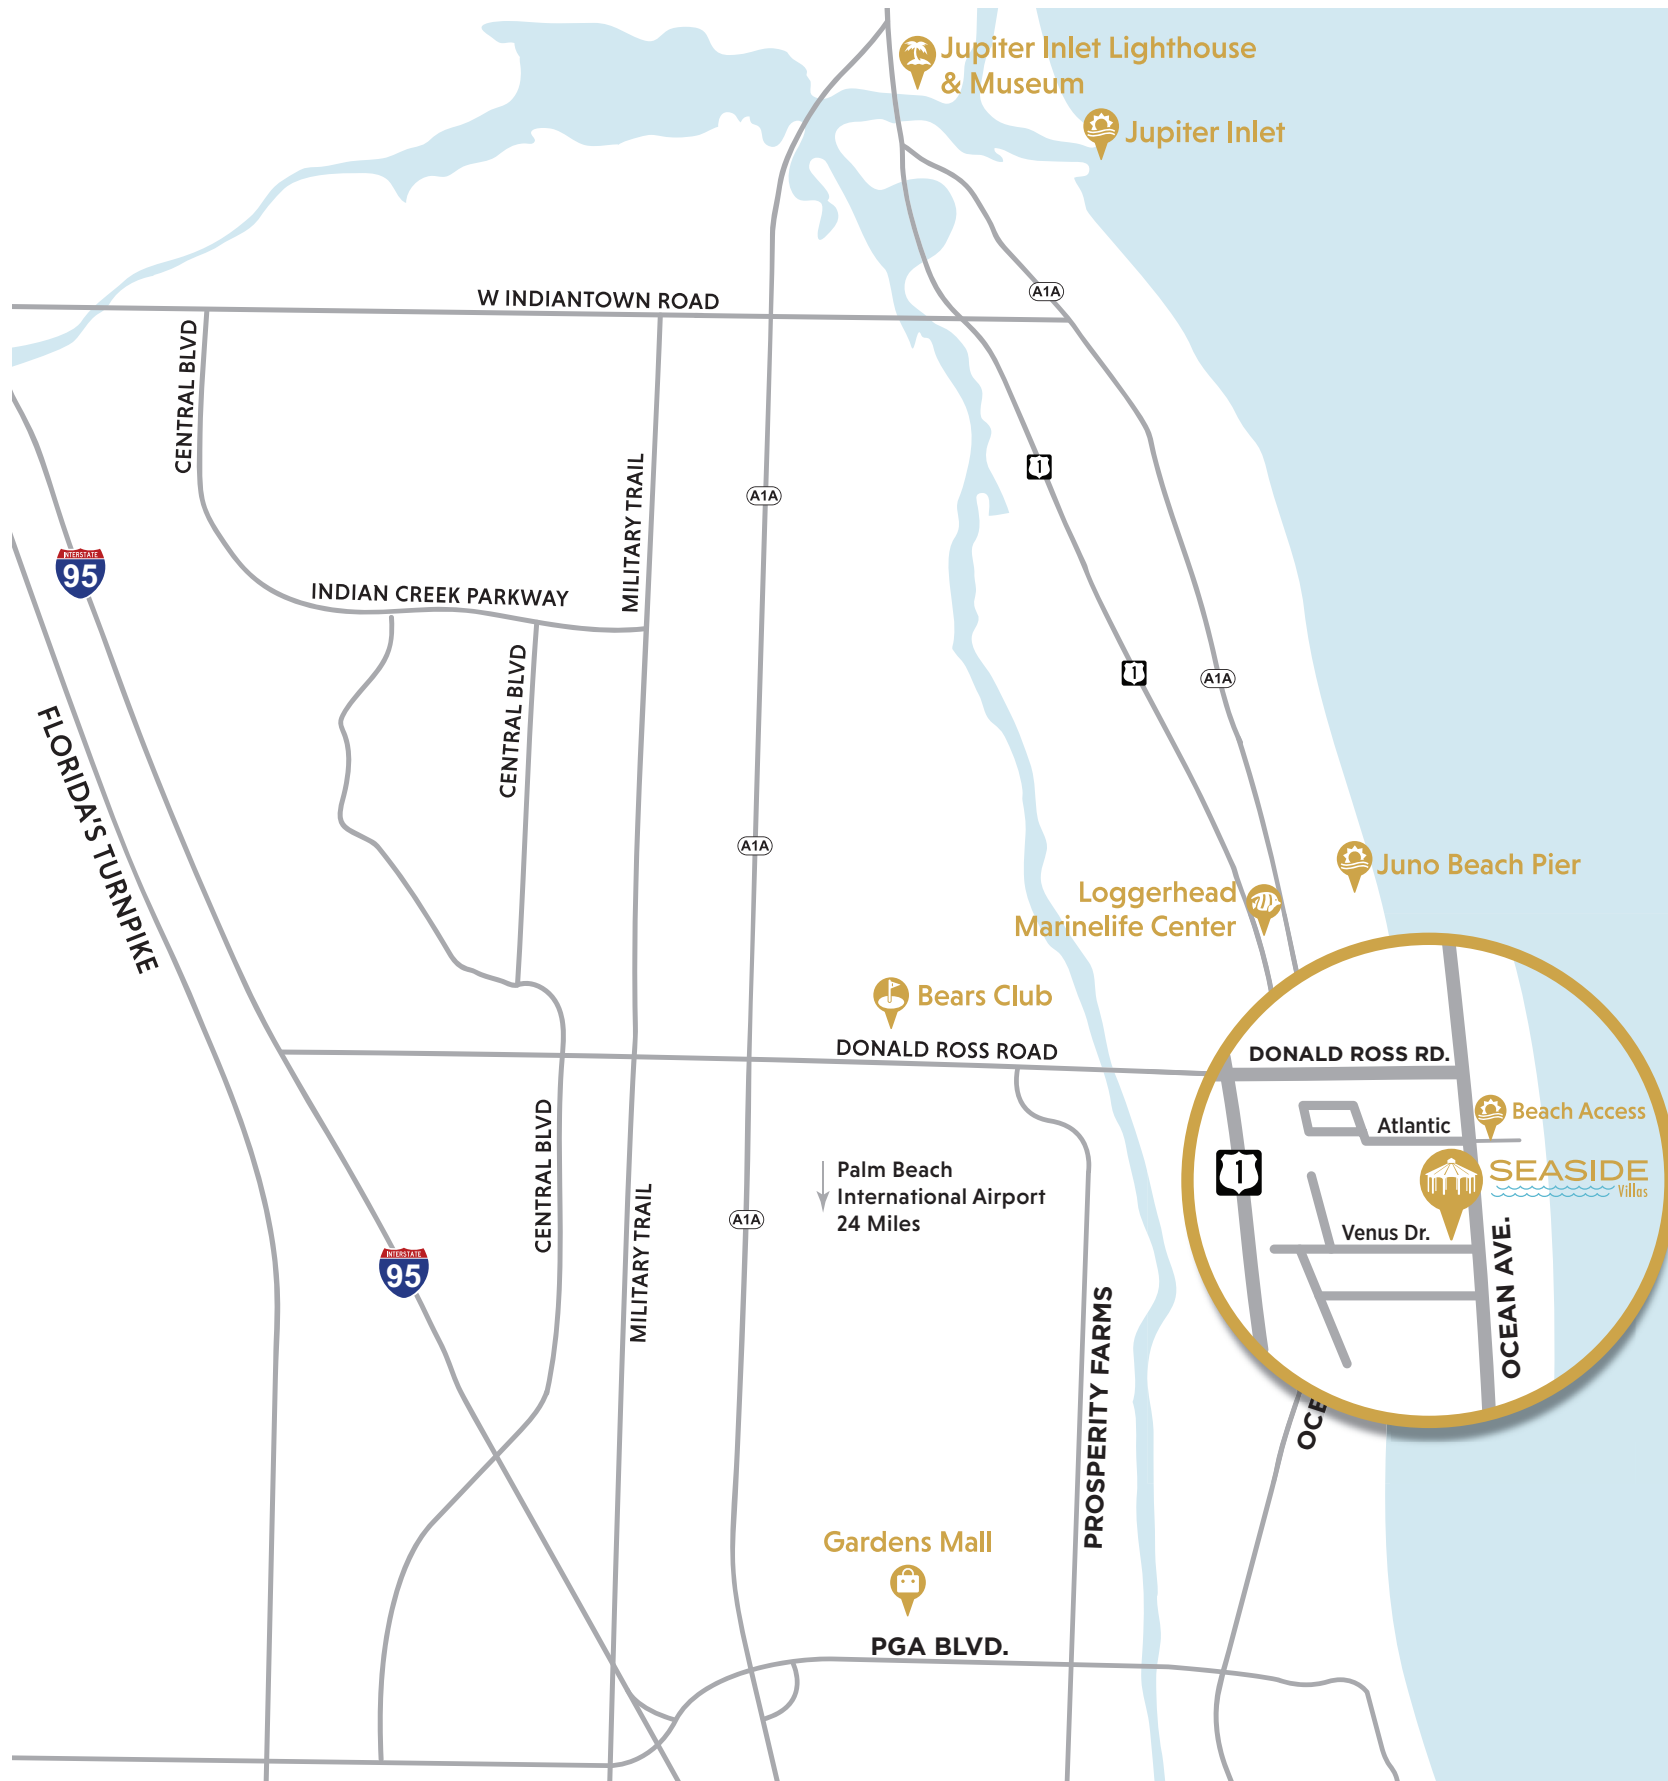 Jupiter Inlet Lighthouse
& Museum
Jupiter Inlet
W INDIANTOWN ROAD
A1A
CENTRAL BLVD
MILITARY TRAIL
1
A1A
INTERSTATE
95
INDIAN CREEK PARKWAY
CENTRAL BLVD
1
A1A
FLORIDA'S TURNPIKE
A1A
Juno Beach Pier
Loggerhead
Marinelife Center
Bears Club
DONALD ROSS ROAD
DONALD ROSS RD.
Beach Access
Atlantic
CENTRAL BLVD
Palm Beach
International Airport
24 Miles
1
SEASIDE
Villas
MILITARY TRAIL
A1A
Venus Dr.
INTERSTATE
95
OCEAN AVE.
PROSPERITY FARMS
OCE
Gardens Mall
PGA BLVD.